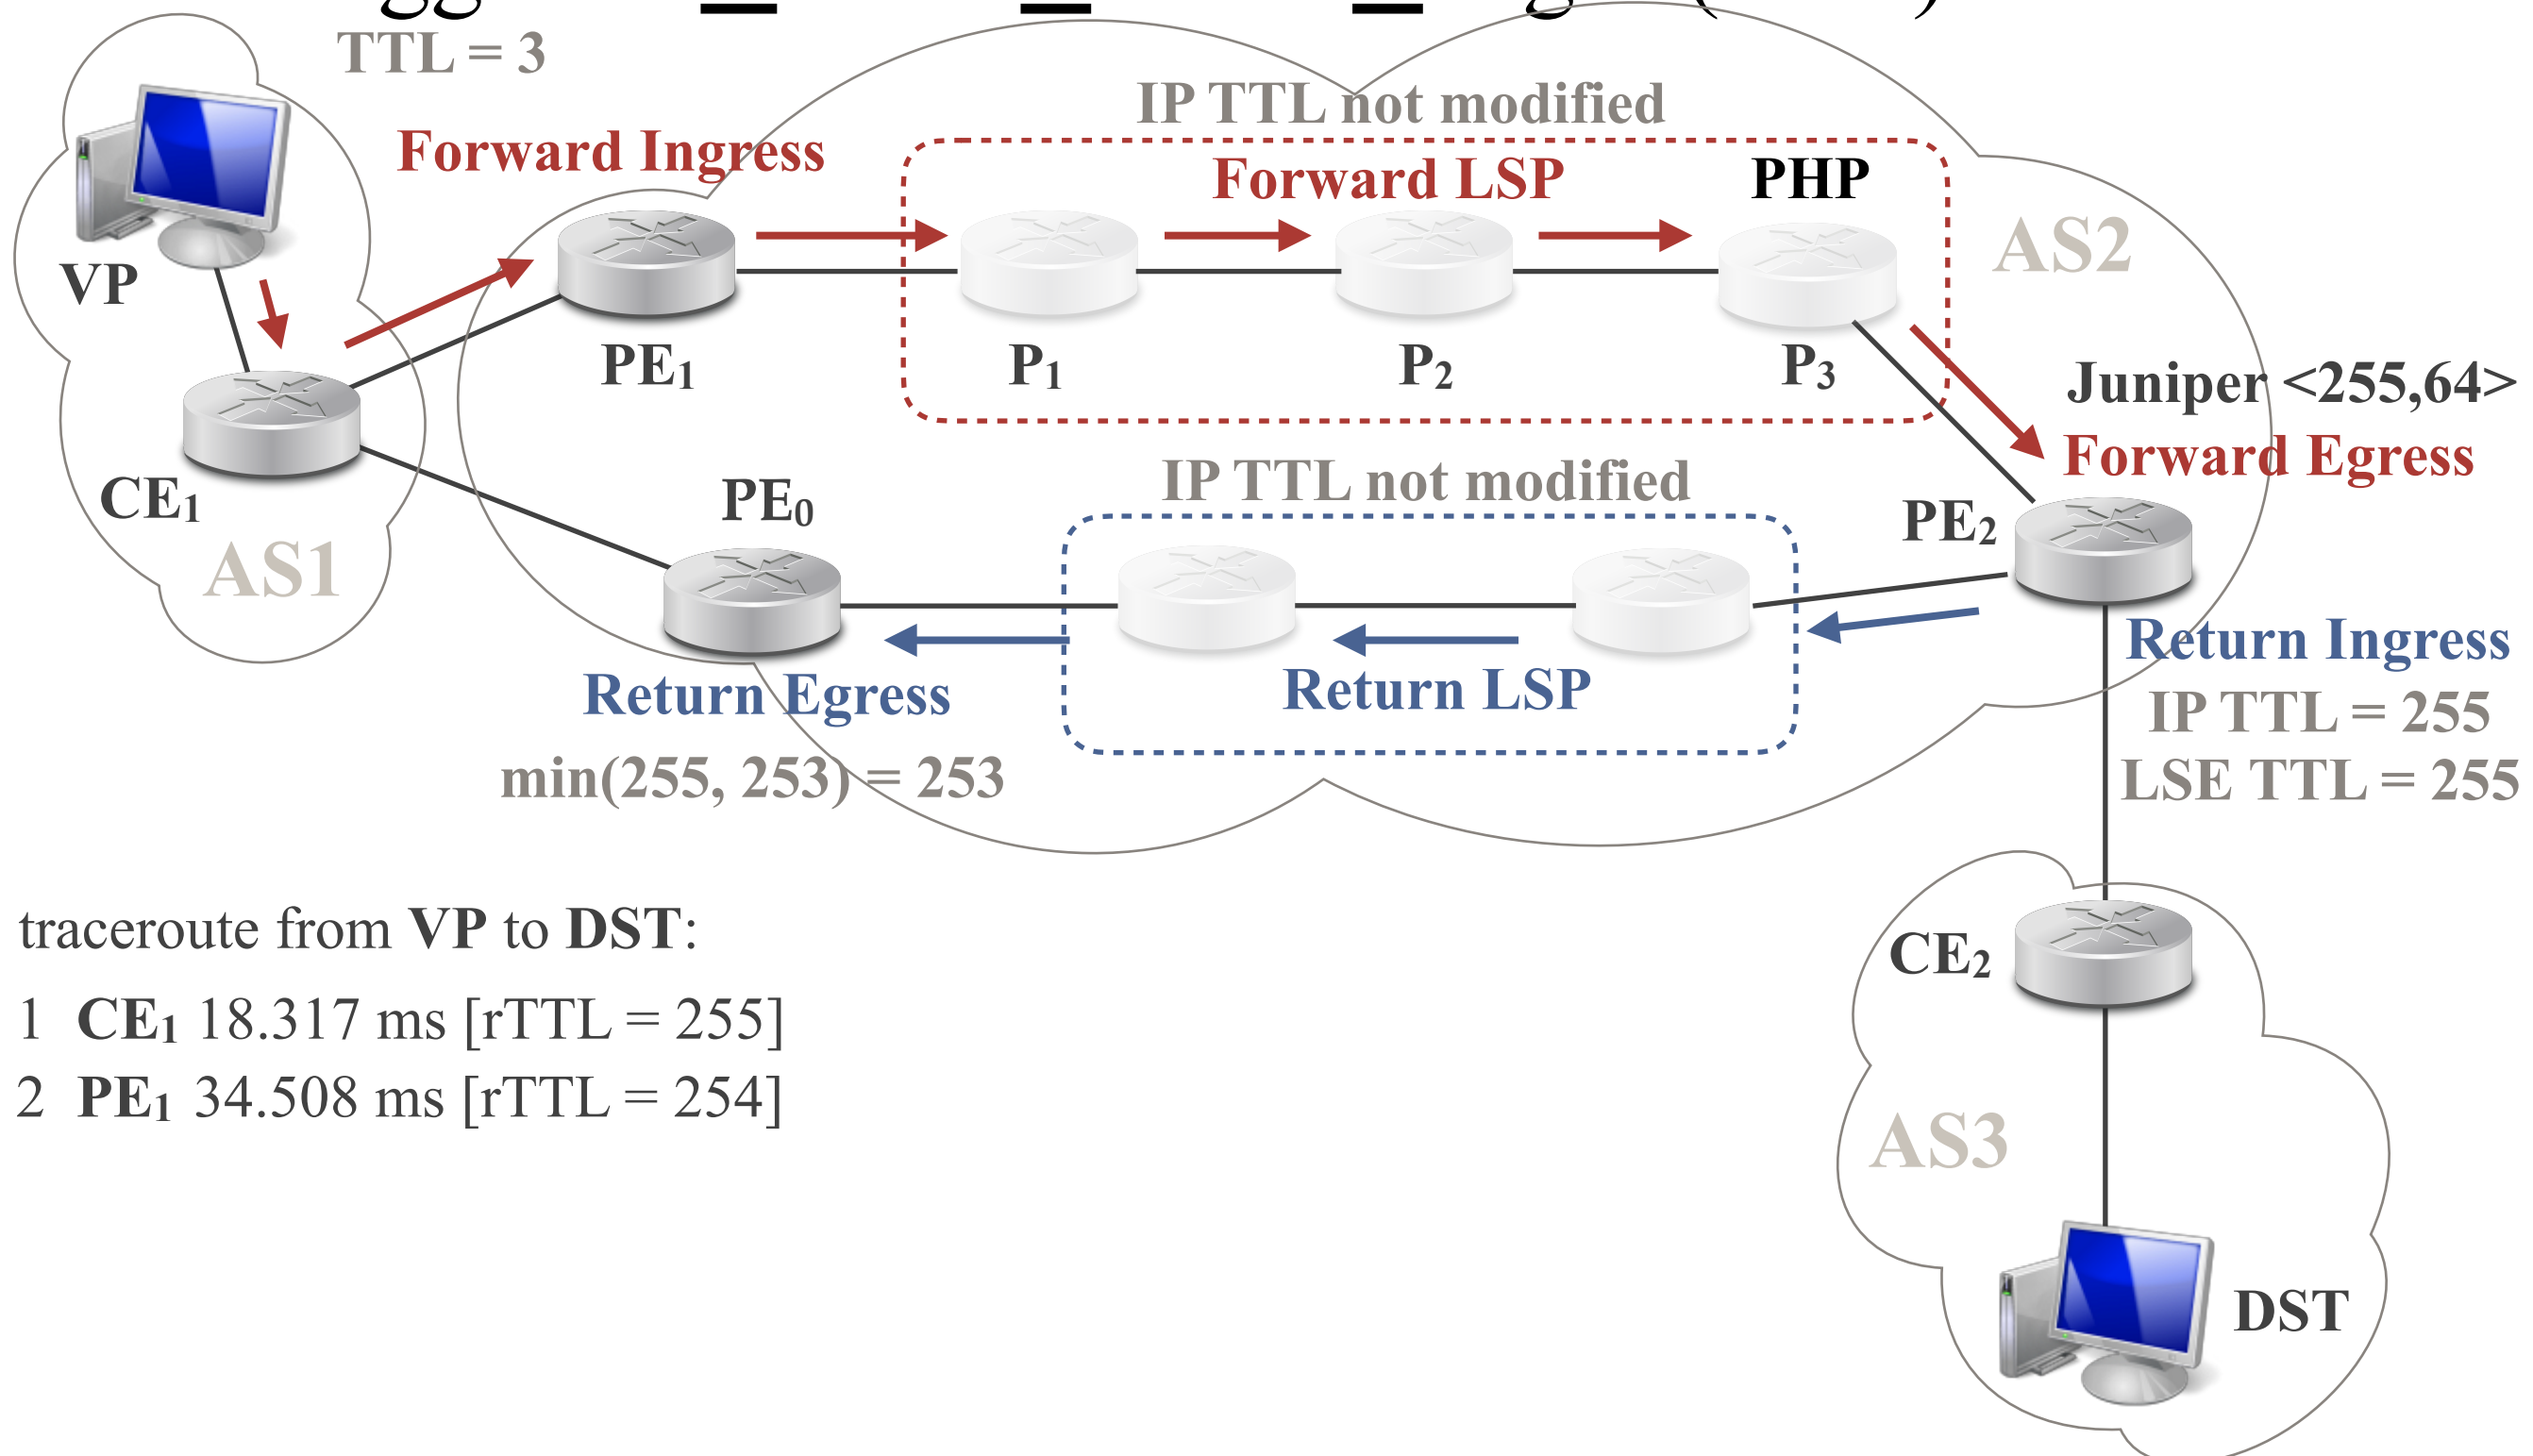 TTL = 3
IP TTL not modified
Forward Ingress
Forward LSP
PHP
AS2
VP
PE1
P1
P2
P3
Juniper <255,64>
Forward Egress
CE1
PE0
IP TTL not modified
PE2
AS1
Return Ingress
Return Egress
Return LSP
IP TTL = 255
min(255, 253) = 253
LSE TTL = 255
traceroute from VP to DST:
CE2
1 CE1 18.317 ms [rTTL = 255]
2 PE1 34.508 ms [rTTL = 254]
AS3
DST